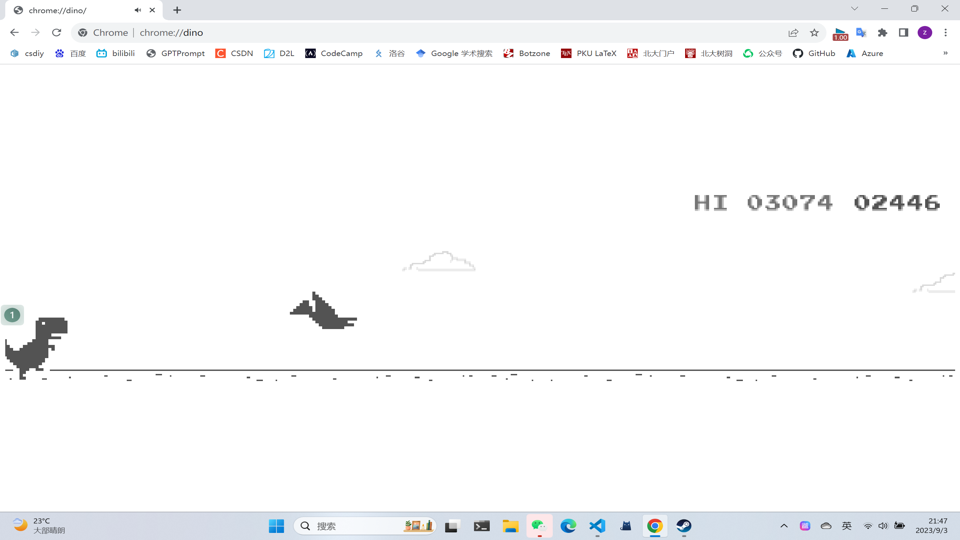 chrome://dino/
Chrome | chrome://dino
csdiy 百度 bilibili GPTPrompt CSDN D2L CodeCamp 洛谷 Google 学术搜索 Botzone PKU LaTeX 北大门户 北大树洞 公众号 GitHub Azure »
1.00
z
HI 03074 02446
1
23°C
大部晴朗
搜索
英
21:47
2023/9/3